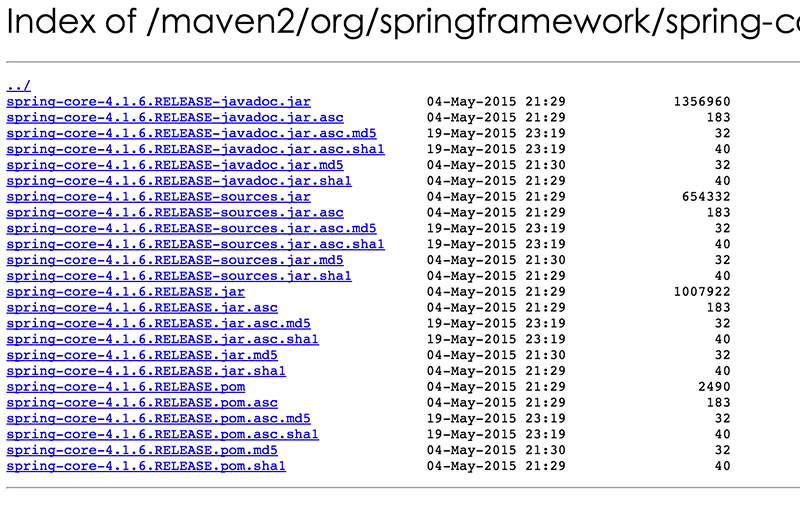 Index of /maven2/org/springframework/spring-co
../
spring-core-4.1.6.RELEASE-javadoc.jar 04-May-2015 21:29 1356960
spring-core-4.1.6.RELEASE-javadoc.jar.asc 04-May-2015 21:29 183
spring-core-4.1.6.RELEASE-javadoc.jar.asc.md5 19-May-2015 23:19 32
spring-core-4.1.6.RELEASE-javadoc.jar.asc.sha1 19-May-2015 23:19 40
spring-core-4.1.6.RELEASE-javadoc.jar.md5 04-May-2015 21:30 32
spring-core-4.1.6.RELEASE-javadoc.jar.sha1 04-May-2015 21:29 40
spring-core-4.1.6.RELEASE-sources.jar 04-May-2015 21:29 654332
spring-core-4.1.6.RELEASE-sources.jar.asc 04-May-2015 21:29 183
spring-core-4.1.6.RELEASE-sources.jar.asc.md5 19-May-2015 23:19 32
spring-core-4.1.6.RELEASE-sources.jar.asc.sha1 19-May-2015 23:19 40
spring-core-4.1.6.RELEASE-sources.jar.md5 04-May-2015 21:30 32
spring-core-4.1.6.RELEASE-sources.jar.sha1 04-May-2015 21:29 40
spring-core-4.1.6.RELEASE.jar 04-May-2015 21:29 1007922
spring-core-4.1.6.RELEASE.jar.asc 04-May-2015 21:29 183
spring-core-4.1.6.RELEASE.jar.asc.md5 19-May-2015 23:19 32
spring-core-4.1.6.RELEASE.jar.asc.sha1 19-May-2015 23:19 40
spring-core-4.1.6.RELEASE.jar.md5 04-May-2015 21:30 32
spring-core-4.1.6.RELEASE.jar.sha1 04-May-2015 21:29 40
spring-core-4.1.6.RELEASE.pom 04-May-2015 21:29 2490
spring-core-4.1.6.RELEASE.pom.asc 04-May-2015 21:29 183
spring-core-4.1.6.RELEASE.pom.asc.md5 19-May-2015 23:19 32
spring-core-4.1.6.RELEASE.pom.asc.sha1 19-May-2015 23:19 40
spring-core-4.1.6.RELEASE.pom.md5 04-May-2015 21:30 32
spring-core-4.1.6.RELEASE.pom.sha1 04-May-2015 21:29 40